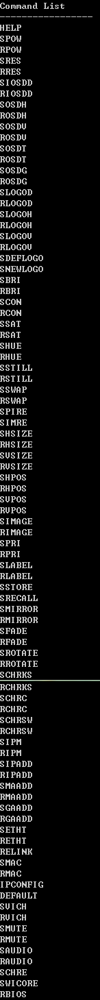 Command List
-----------------
HELP
SPOW
RPOW
SRES
RRES
SIOSDD
RIOSDD
SOSDH
ROSDH
SOSDV
ROSDV
SOSDT
ROSDT
SOSDG
ROSDG
SLOGOD
RLOGOD
SLOGOH
RLOGOH
SLOGOV
RLOGOV
SDEFLOGO
SNEWLOGO
SBRI
RBRI
SCON
RCON
SSAT
RSAT
SHUE
RHUE
SSTILL
RSTILL
SSWAP
RSWAP
SPIRE
SIMRE
SHSIZE
RHSIZE
SVSIZE
RVSIZE
SHPOS
RHPOS
SVPOS
RVPOS
SIMAGE
RIMAGE
SPRI
RPRI
SLABEL
RLABEL
SSTORE
SRECALL
SMIRROR
RMIRROR
SFADE
RFADE
SROTATE
RROTATE
SCHRKS
RCHRKS
SCHRC
RCHRC
SCHRSW
RCHRSW
SIPM
RIPM
SIPADD
RIPADD
SMAADD
RMAADD
SGAADD
RGAADD
SETHT
RETHT
RELINK
SMAC
RMAC
IPCONFIG
DEFAULT
SVICH
RVICH
SMUTE
RMUTE
SAUDIO
RAUDIO
SCHRE
SWICORE
RBIOS